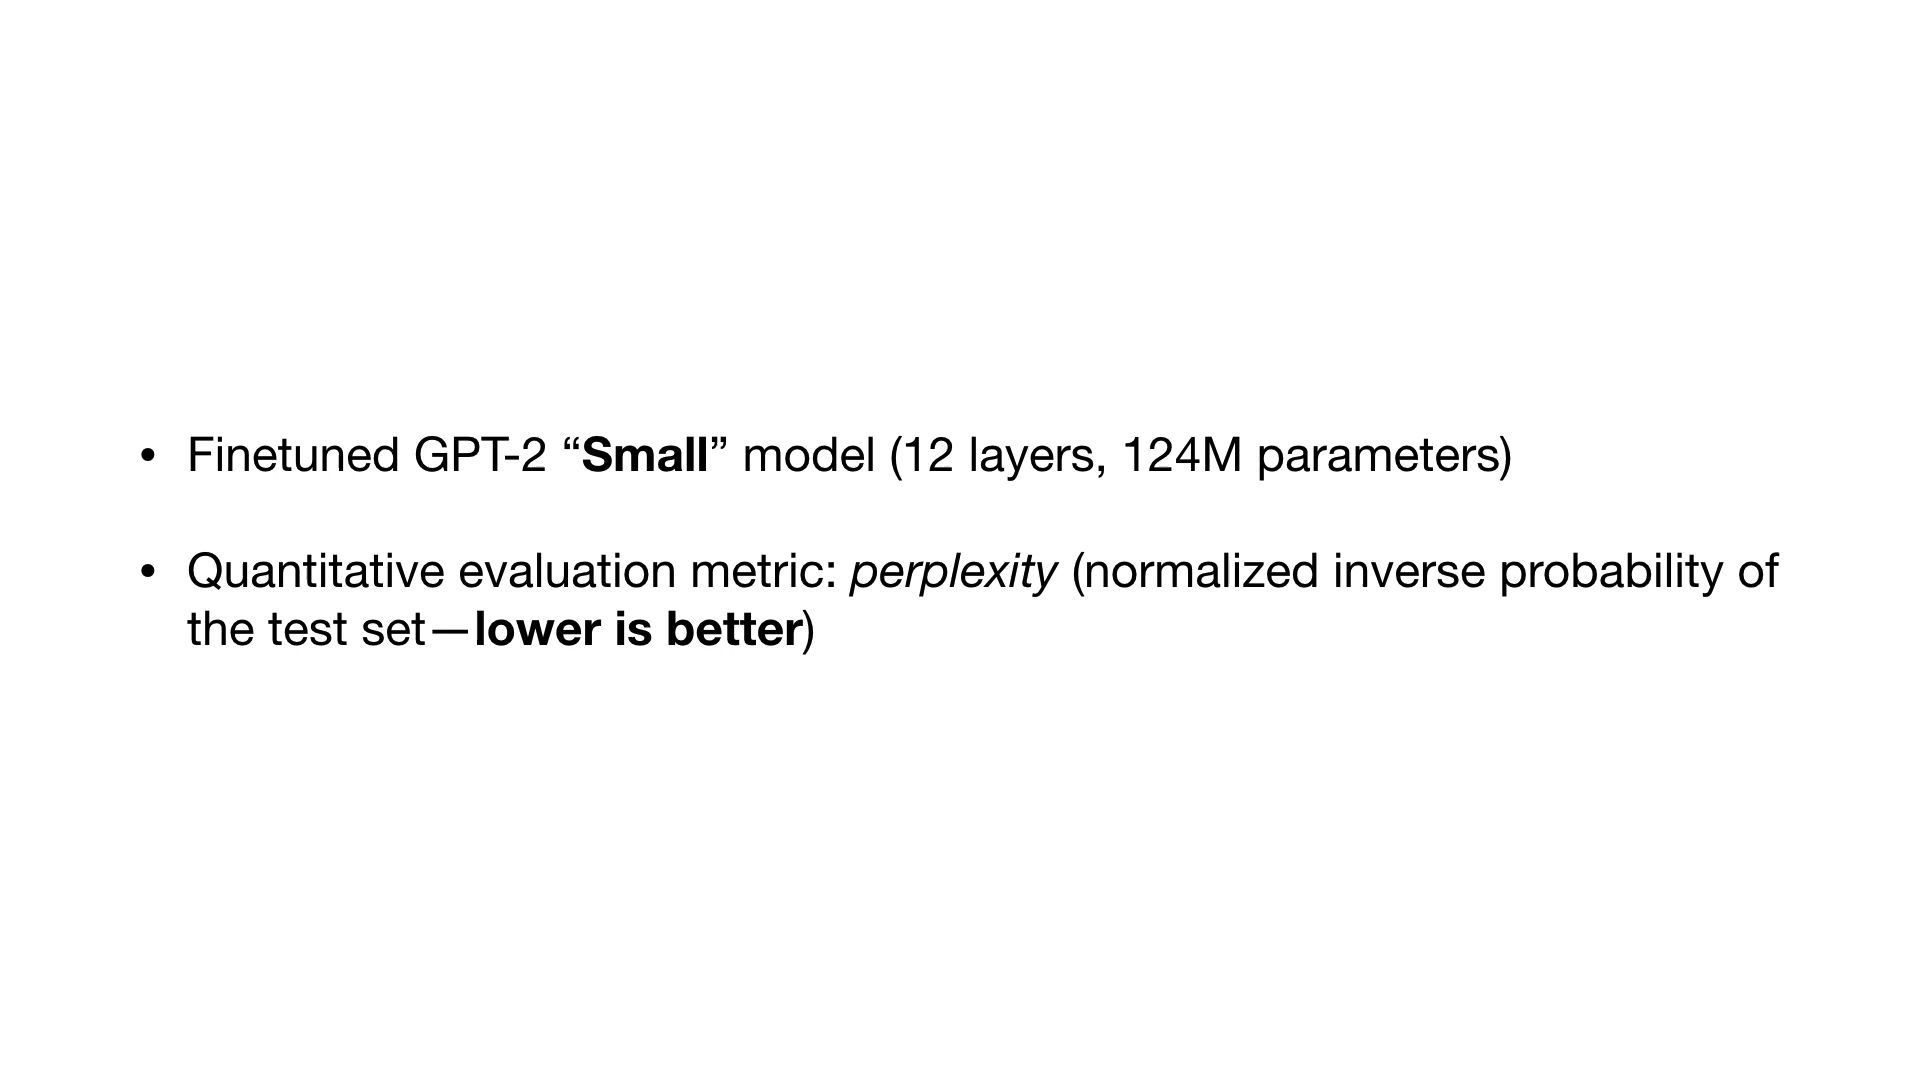 • Finetuned GPT-2 “Small” model (12 layers, 124M parameters)
• Quantitative evaluation metric: perplexity (normalized inverse probability of
the test set—lower is better)